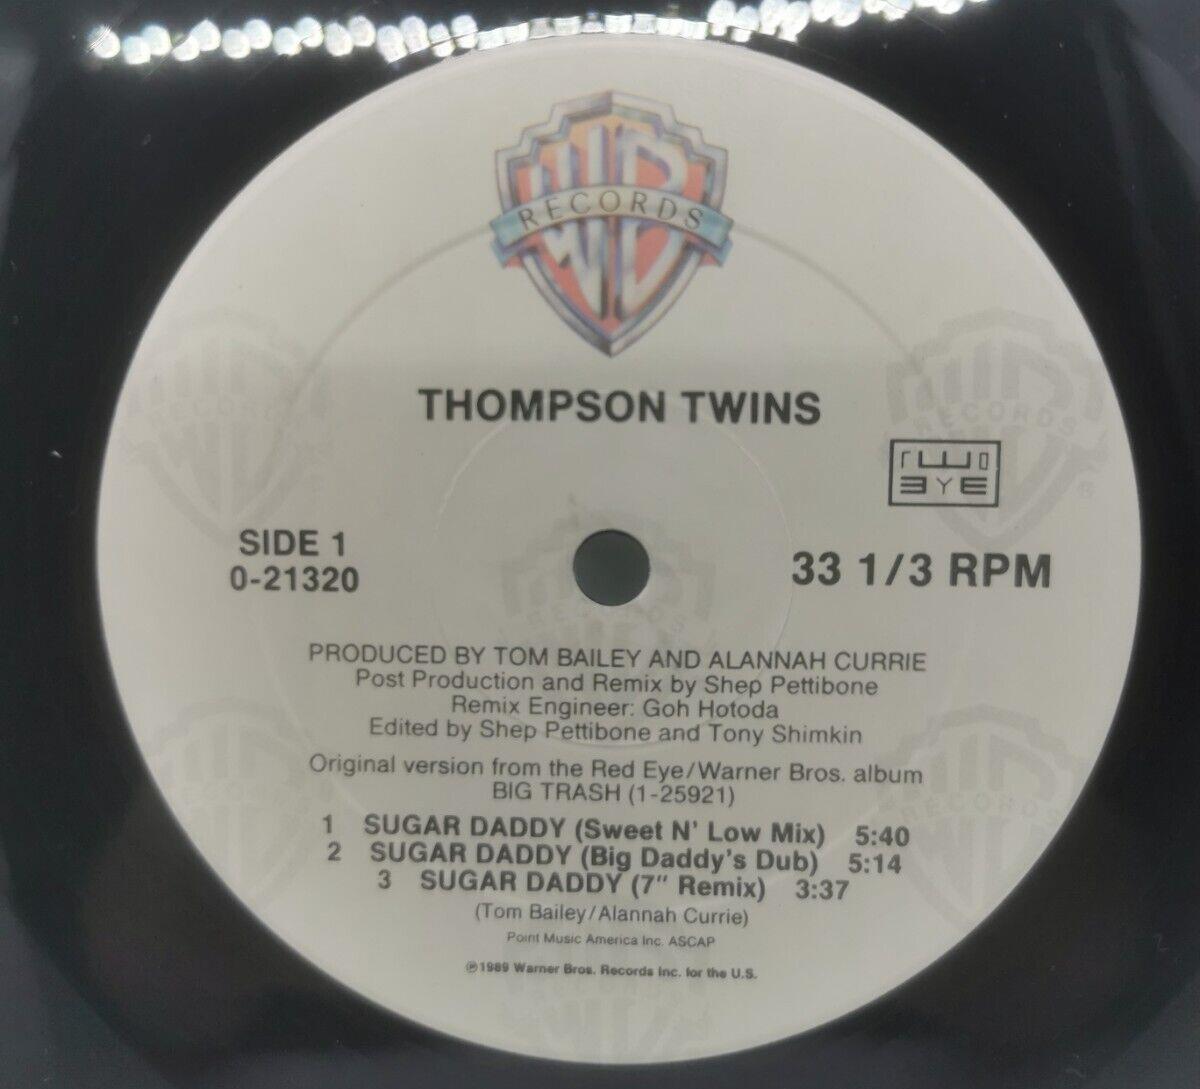 WB
RECORDS
THOMPSON TWINS
RED
EYE
SIDE 1
0-21320
33 1/3 RPM
PRODUCED BY TOM BAILEY AND ALANNAH CURRIE
Post Production and Remix by Shep Pettibone
Remix Engineer: Goh Hotoda
Edited by Shep Pettibone and Tony Shimkin
Original version from the Red Eye/Warner Bros. album
BIG TRASH (1-25921)
1 SUGAR DADDY (Sweet N' Low Mix) 5:40
2 SUGAR DADDY (Big Daddy's Dub) 5:14
3 SUGAR DADDY (7" Remix) 3:37
(Tom Bailey/Alannah Currie)
Point Music America Inc. ASCAP
℗1989 Warner Bros. Records Inc. for the U.S.